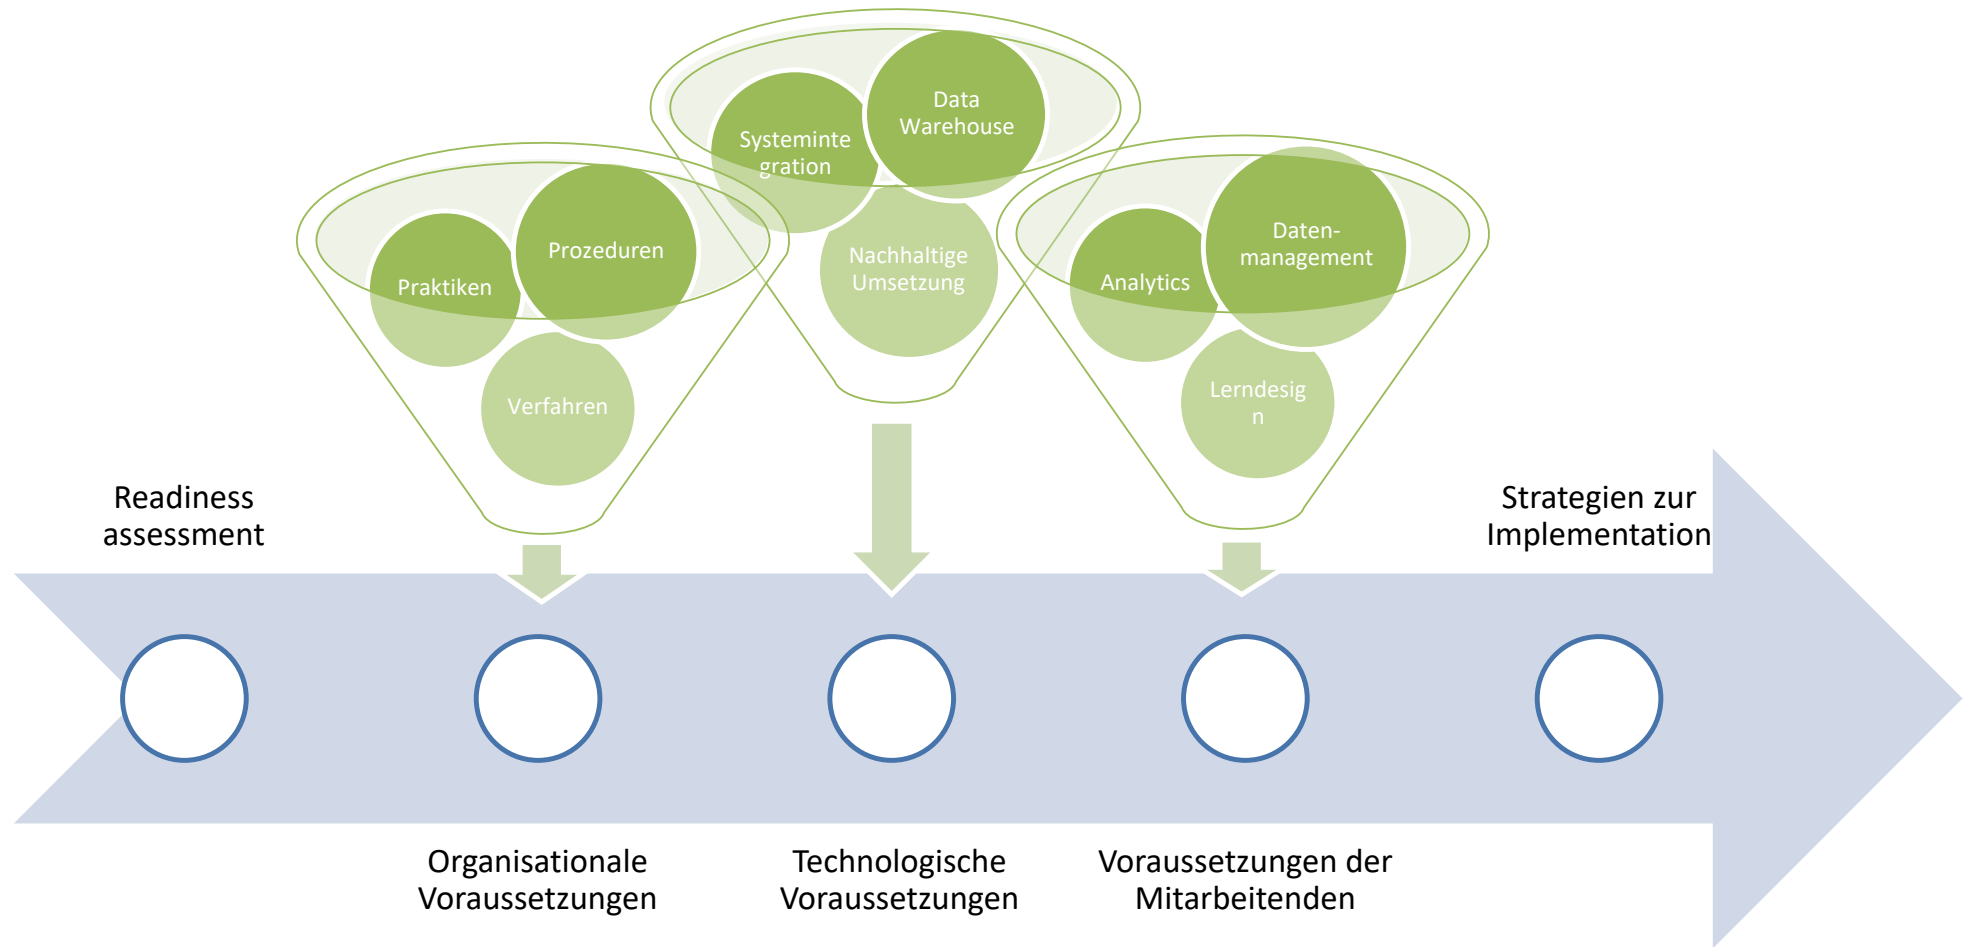 Data
Warehouse
Systeminte
gration
Nachhaltige
Umsetzung
Prozeduren
Praktiken
Verfahren
Daten-
management
Analytics
Lerndesig
n
Readiness
assessment
Strategien zur
Implementation
Organisationale
Voraussetzungen
Technologische
Voraussetzungen
Voraussetzungen der
Mitarbeitenden